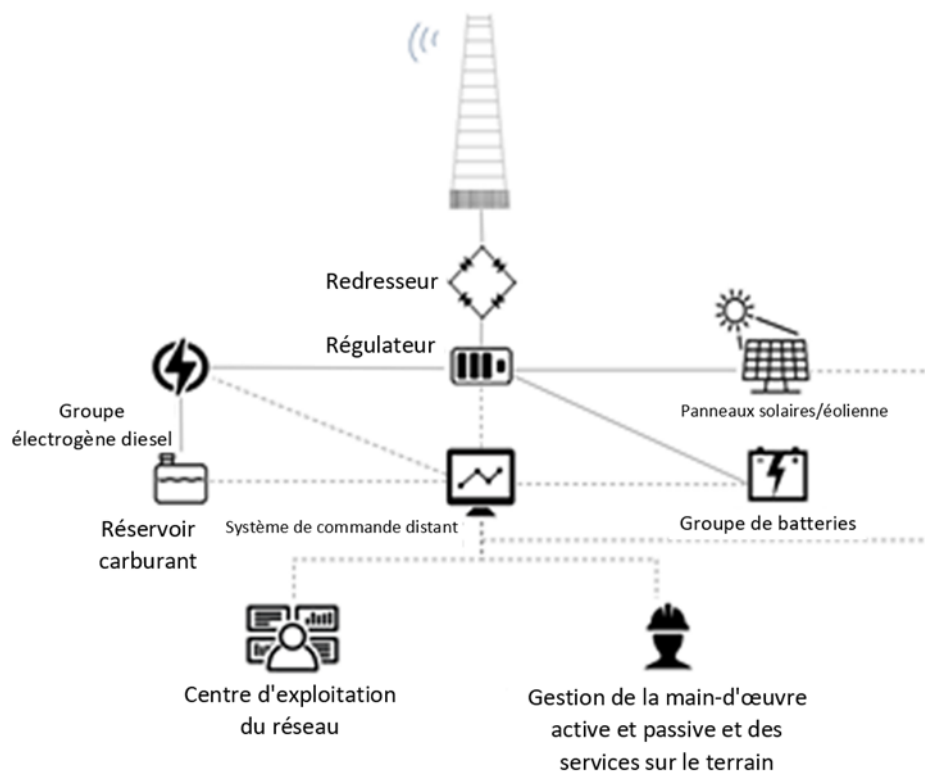 Redresseur
Régulateur
Groupe
électrogène diesel
Panneaux solaires/éolienne
Réservoir
carburant
Système de commande distant
Groupe de batteries
Centre d'exploitation
du réseau
Gestion de la main-d'œuvre
active et passive et des
services sur le terrain